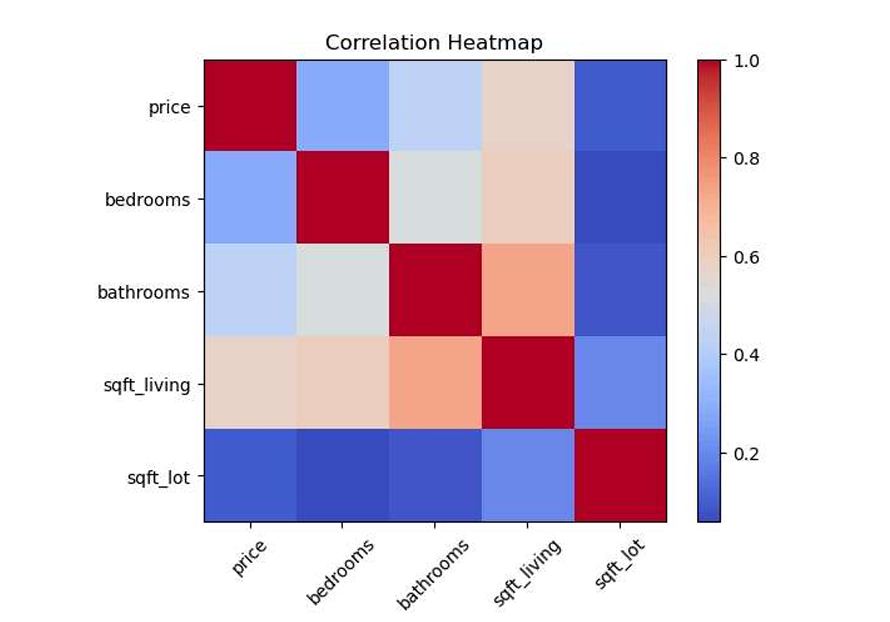 Correlation Heatmap
price
bedrooms
bathrooms
sqft_living
sqft_lot
price
bedrooms
bathrooms
sqft_living
sqft_lot
1.0
0.8
0.6
0.4
0.2